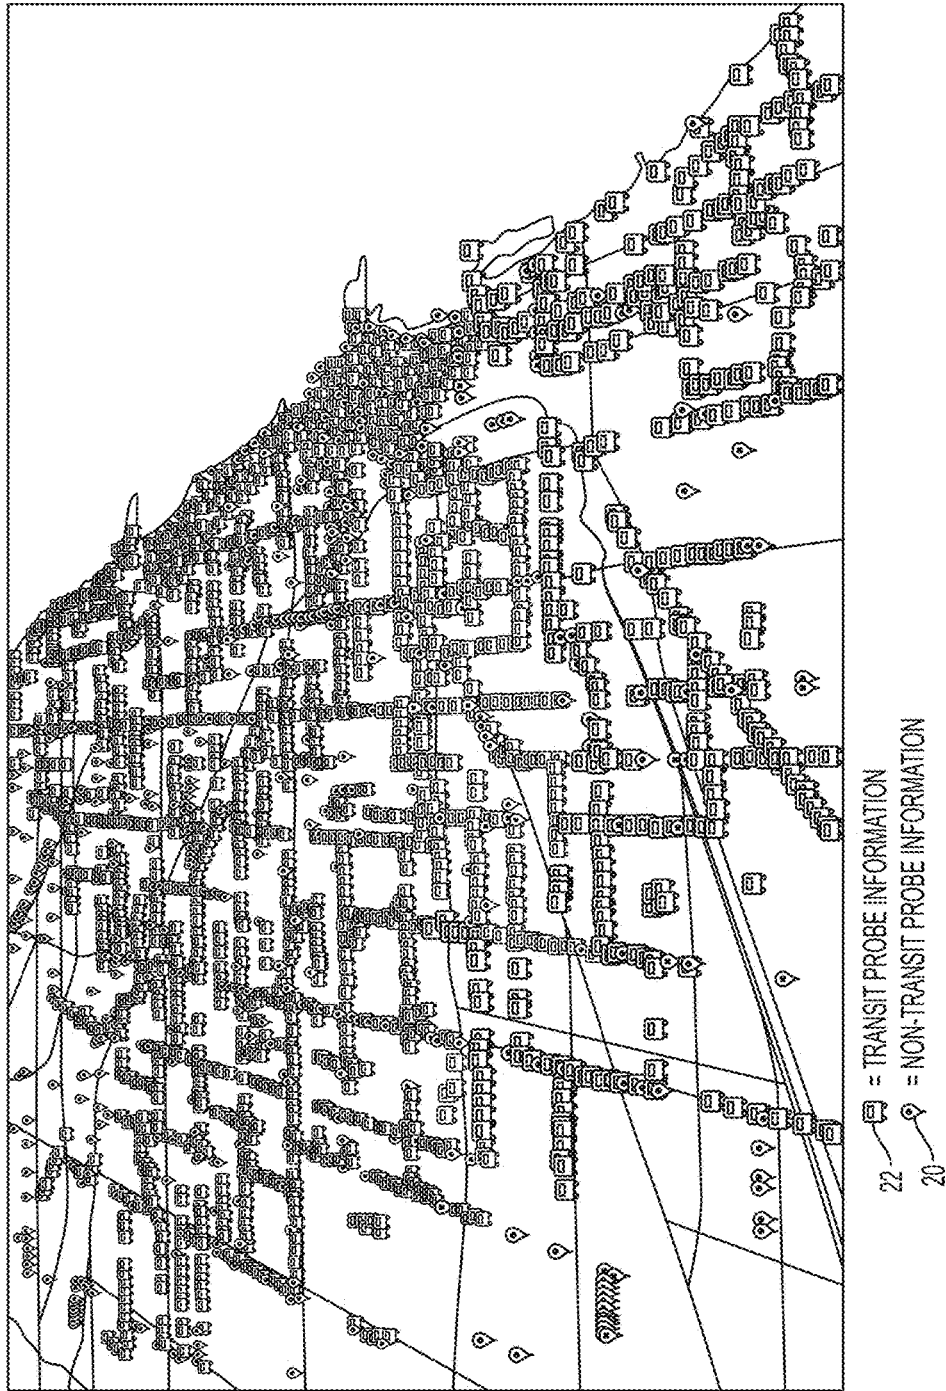 22 = TRANSIT PROBE INFORMATION
20 = NON-TRANSIT PROBE INFORMATION